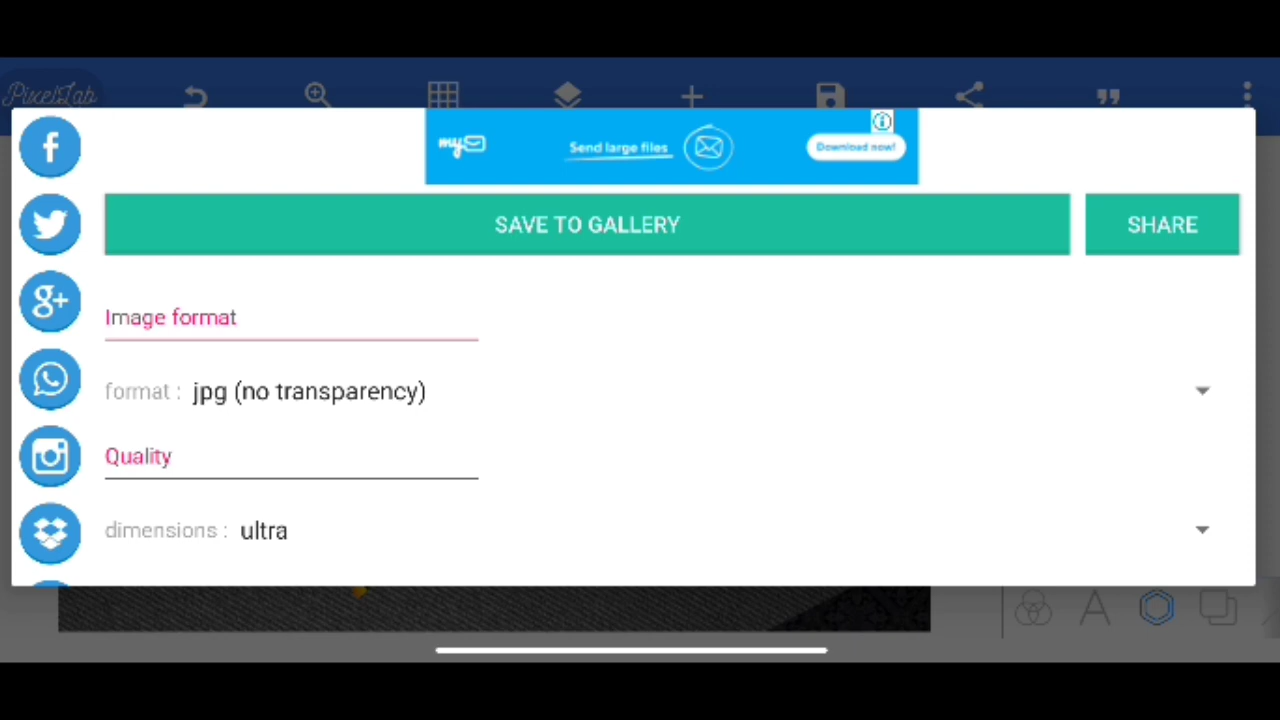 PixelLab
my
Send large files
Download now!
SAVE TO GALLERY
SHARE
Image format
format : jpg (no transparency)
Quality
dimensions : ultra